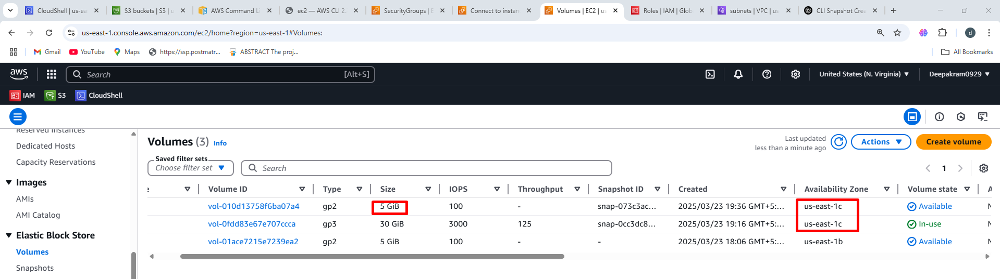 CloudShell | us-ea
S3 buckets | S3 | u
AWS Command Li
ec2 — AWS CLI 2.
SecurityGroups | E
Connect to instan
Volumes | EC2 | us
Roles | IAM | Glob
subnets | VPC | us
CLI Snapshot Crea
us-east-1.console.aws.amazon.com/ec2/home?region=us-east-1#Volumes:
d
Gmail
YouTube
Maps
https://ssp.postmatr...
ABSTRACT The proj...
All Bookmarks
aws
Search
[Alt+S]
United States (N. Virginia)
Deepakram0929
IAM
S3
CloudShell
Reserved Instances
Dedicated Hosts
Capacity Reservations
Images
AMIs
AMI Catalog
Elastic Block Store
Volumes
Snapshots
Volumes (3) Info
Last updated
less than a minute ago
Actions
Create volume
Saved filter sets
Choose filter set
Search
1
e Volume ID Type Size IOPS Throughput Snapshot ID Created Availability Zone Volume state A
vol-010d13758f6ba07a4 gp2 5 GiB 100 - snap-073c3ac... 2025/03/23 19:36 GMT+5:... us-east-1c Available N
vol-0fdd83e67e707ccca gp3 30 GiB 3000 125 snap-0cc3dc8... 2025/03/23 19:16 GMT+5:... us-east-1c In-use N
vol-01ace7215e7239ea2 gp2 5 GiB 100 - - 2025/03/23 18:06 GMT+5:... us-east-1b Available N